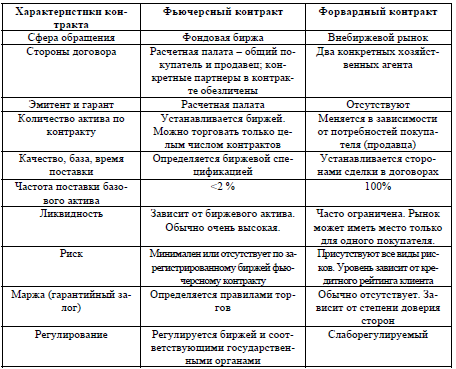 Характеристики кон-
тракта
Фьючерсный контракт
Форвардный контракт
Сфера обращения
Фондовая биржа
Внебиржевой рынок
Стороны договора
Расчетная палата – общий по-
купатель и продавец; кон-
кретные партнеры в контрак-
те обезличены
Два конкретных хозяйст-
венных агента
Эмитент и гарант
Расчетная палата
Отсутствуют
Количество актива по
контракту
Устанавливается биржей.
Можно торговать только це-
лым числом контрактов
Меняется в зависимости
от потребностей покупа-
теля (продавца)
Качество, база, время
поставки
Определяется биржевой спе-
цификацией
Устанавливается сторо-
нами сделки в договорах
Частота поставки базо-
вого актива
<2 %
100%
Ликвидность
Зависит от биржевого актива.
Обычно очень высокая.
Часто ограничена. Рынок
может иметь место только
для одного покупателя.
Риск
Минимален или отсутствует по за-
регистрированному биржей фью-
черсному контракту
Присутствуют все виды рис-
ков. Уровень зависит от кре-
дитного рейтинга клиента
Маржа (гарантийный за-
лог)
Определяется правилами тор-
гов
Обычно отсутствует. За-
висит от степени доверия
сторон
Регулирование
Регулируется биржей и соот-
ветствующими государствен-
ными органами
Слаборегулируемый